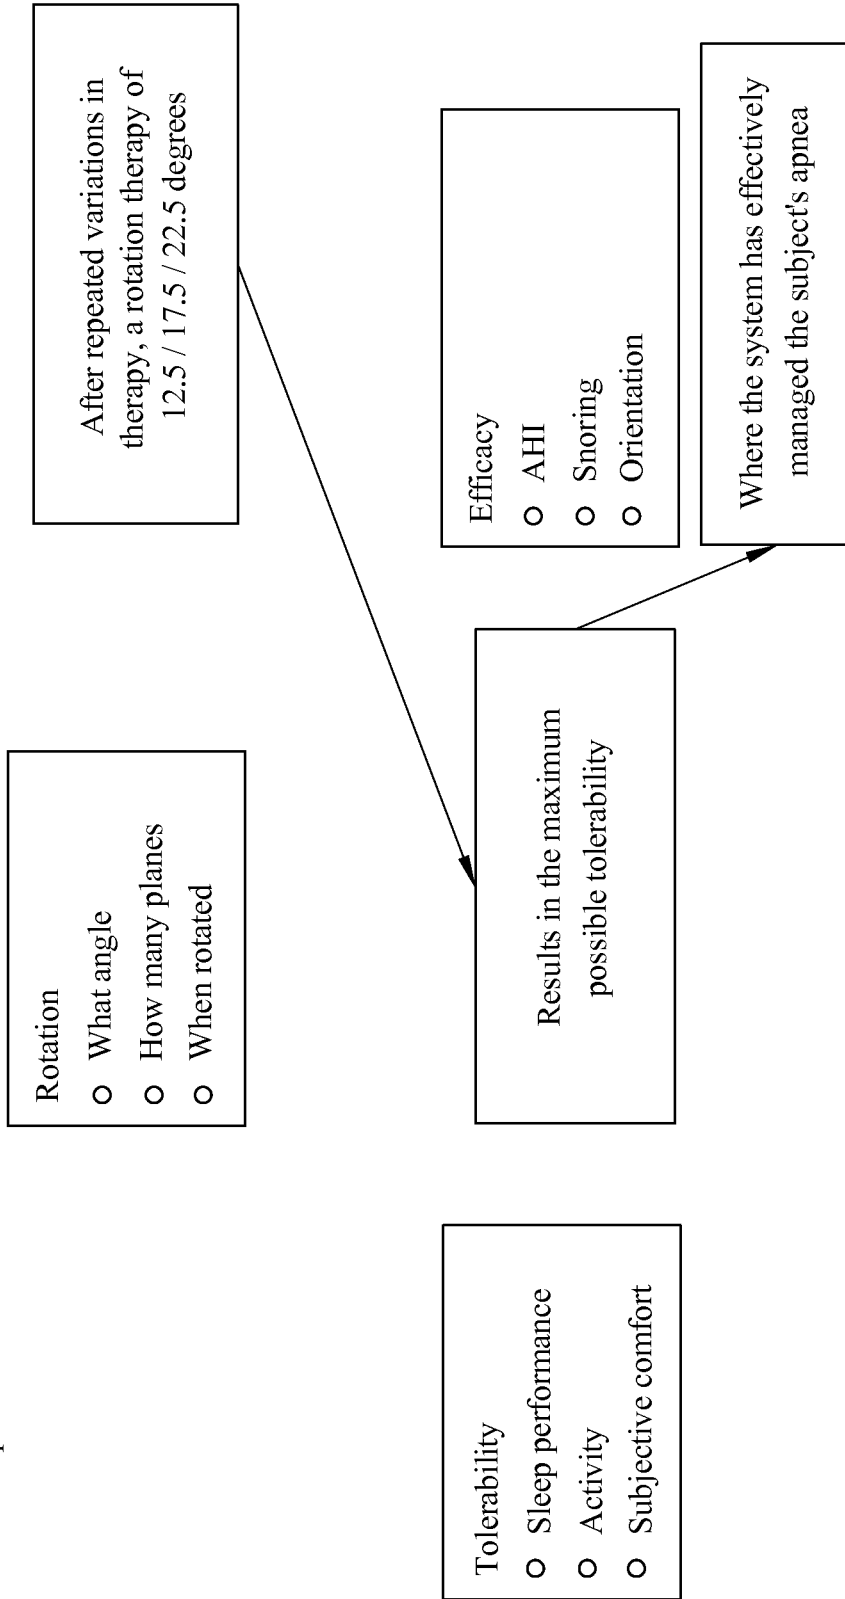 Rotation
What angle
How many planes
When rotated
After repeated variations in
therapy, a rotation therapy of
12.5 / 17.5 / 22.5 degrees
Tolerability
Sleep performance
Activity
Subjective comfort
Results in the maximum
possible tolerability
Efficacy
AHI
Snoring
Orientation
Where the system has effectively
managed the subject's apnea